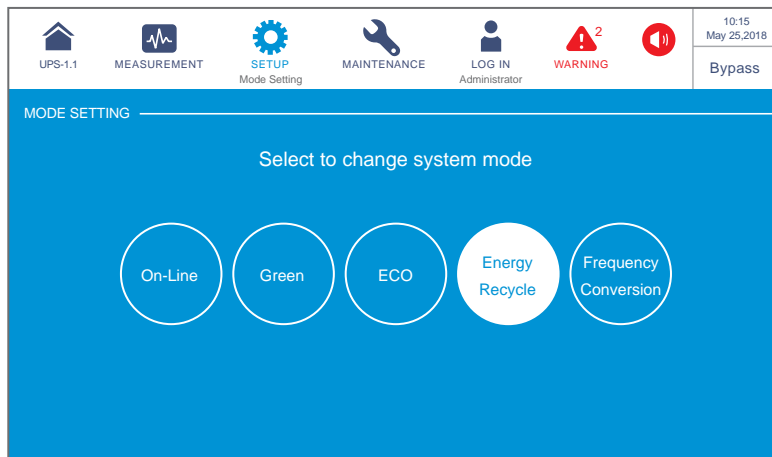 UPS-1.1
MEASUREMENT
SETUP
Mode Setting
MAINTENANCE
LOG IN
Administrator
2
WARNING
10:15
May 25,2018
Bypass
MODE SETTING
Select to change system mode
On-Line
Green
ECO
Energy
Recycle
Frequency
Conversion